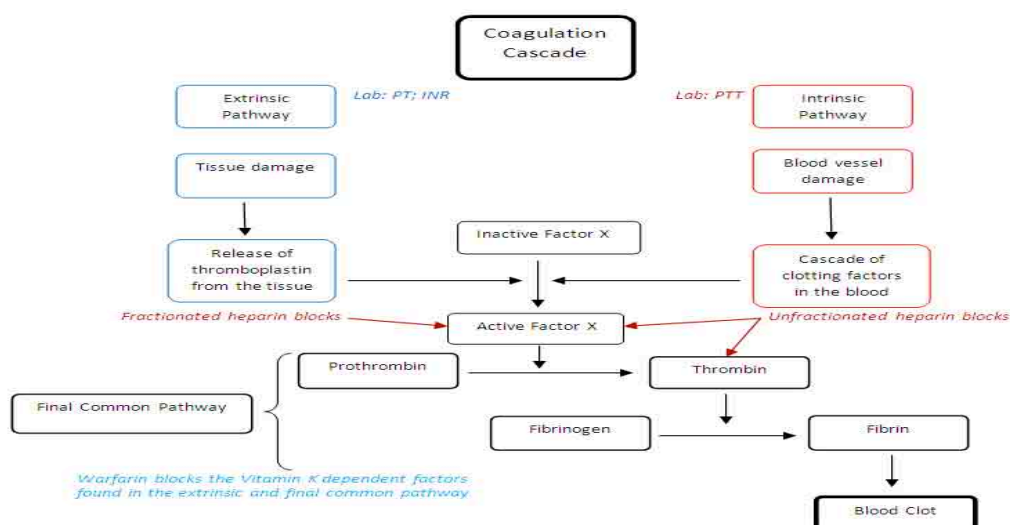 Coagulation
Cascade
Extrinsic
Pathway
Lab: PT; INR
Lab: PTT
Intrinsic
Pathway
Tissue damage
Blood vessel
damage
Inactive Factor X
Release of
thromboplastin
from the tissue
Cascade of
clotting factors
in the blood
Fractionated heparin blocks
Active Factor X
Unfractionated heparin blocks
Prothrombin
Thrombin
Final Common Pathway
Fibrinogen
Fibrin
Warfarin blocks the Vitamin K dependent factors
found in the extrinsic and final common pathway
Blood Clot